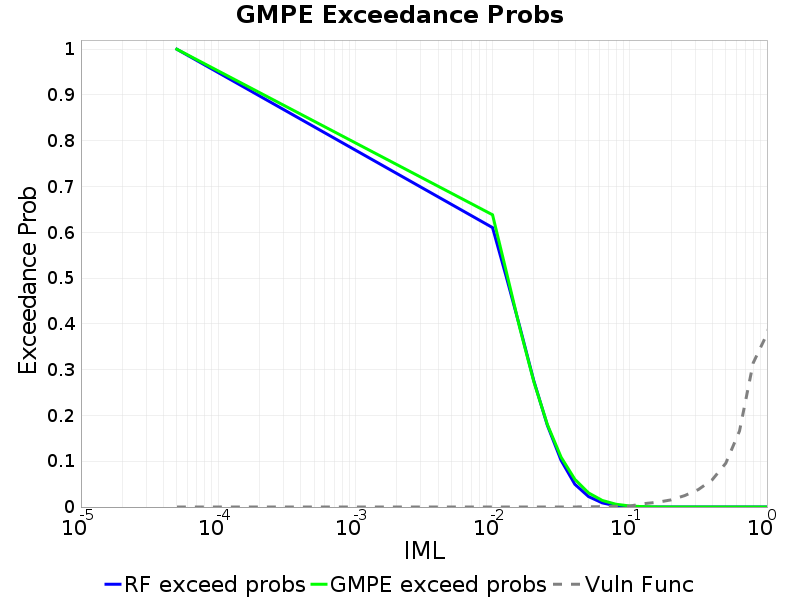 GMPE Exceedance Probs
1
0.9
0.8
0.7
0.6
0.5
0.4
0.3
0.2
0.1
0
Exceedance Prob
10^-5 10^-4 10^-3 10^-2 10^-1 10^0
IML
RF exceed probs GMPE exceed probs Vuln Func